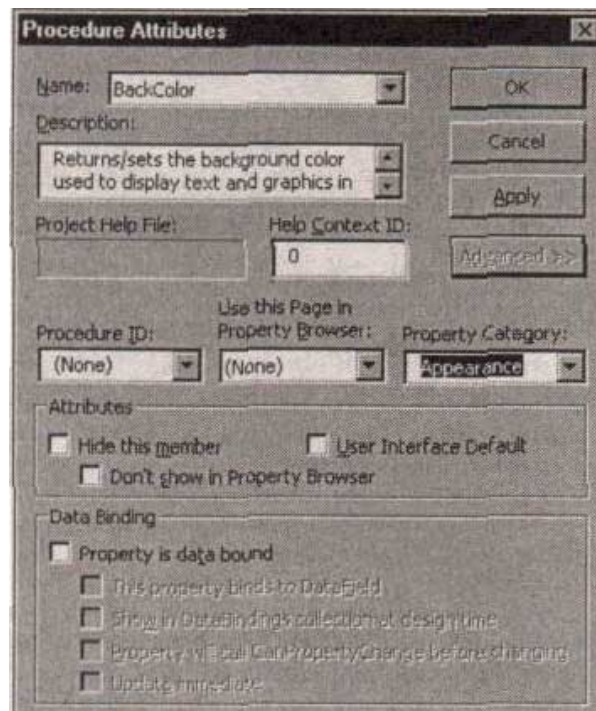 Procedure Attributes
Name: BackColor
OK
Description:
Returns/sets the background color
used to display text and graphics in
Cancel
Apply
Project Help File:
Help Context ID:
0
Advanced >>
Procedure ID:
(None)
Use this Page in
Property Browser:
(None)
Property Category:
Appearance
Attributes
Hide this member
User Interface Default
Don't show in Property Browser
Data Binding
Property is data bound
This property binds to DataField
Show in DataBindings collection at design time
Property will call CanPropertyChange before changing
Update immediate